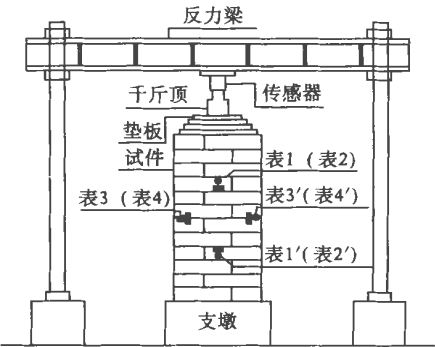 反力梁
千斤顶
传感器
垫板
试件
表1（表2）
表3（表4）
表3′（表4′）
表1′（表2′）
支墩